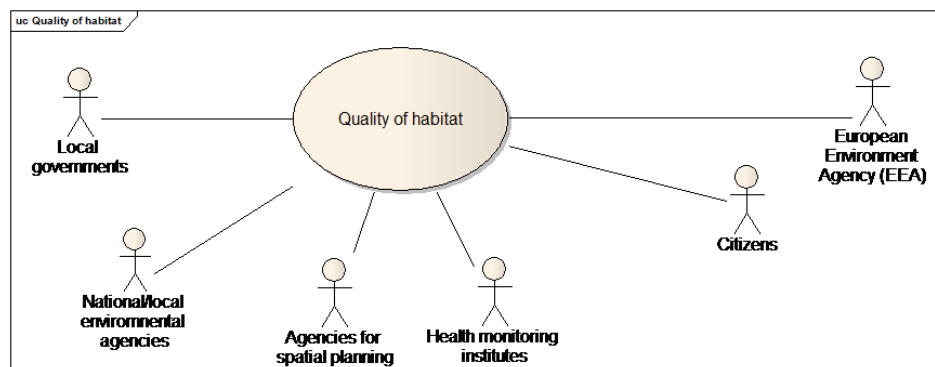 uc Quality of habitat
Quality of habitat
Local
governments
European
Environment
Agency (EEA)
Citizens
National/local
enviromnental
agencies
Agencies for
spatial planning
Health monitoring
institutes